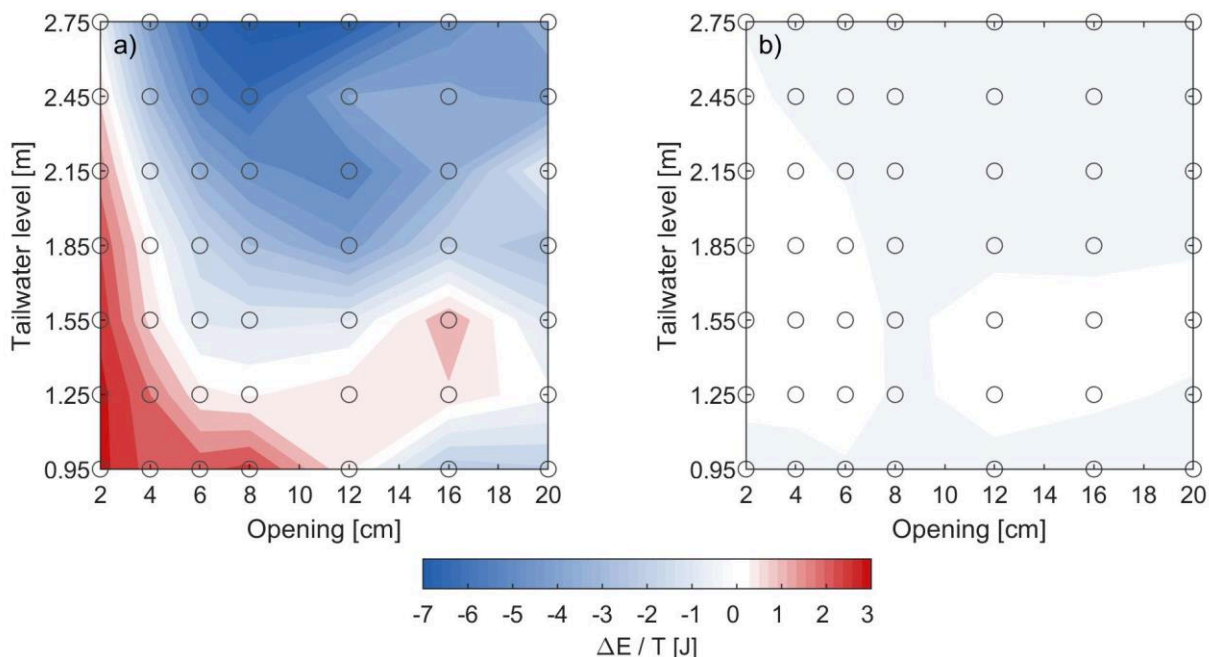 a)
2.75
2.45
2.15
1.85
1.55
1.25
0.95
Tailwater level [m]
2 4 6 8 10 12 14 16 18 20
Opening [cm]
b)
2.75
2.45
2.15
1.85
1.55
1.25
0.95
Tailwater level [m]
2 4 6 8 10 12 14 16 18 20
Opening [cm]
-7 -6 -5 -4 -3 -2 -1 0 1 2 3
ΔE / T [J]